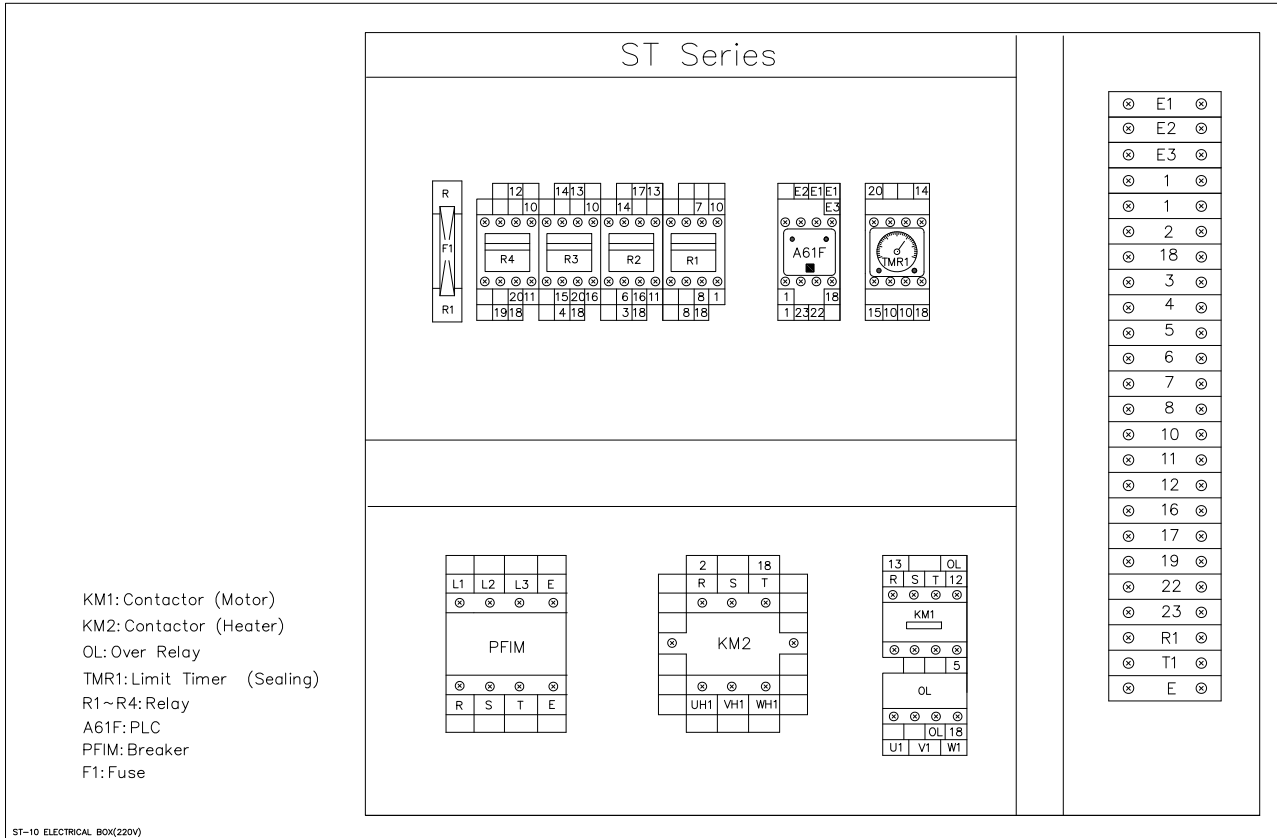 ST Series
R
F1
R1
12
10
R4
20 11
19 18
14 13
10
R3
15 20 16
4 18
17 13
14
R2
6 16 11
3 18
7 10
R1
8 1
8 18
E2 E1 E1
E3
A61F
1 18
1 23 22
20 14
TMR1
15 10 10 18
E1
E2
E3
1
1
2
18
3
4
5
6
7
8
10
11
12
16
17
19
22
23
R1
T1
E
L1 L2 L3 E
PFIM
R S T E
2 18
R S T
KM2
UH1 VH1 WH1
13 OL
R S T 12
KM1
5
OL
OL 18
U1 V1 W1
KM1: Contactor (Motor)
KM2: Contactor (Heater)
OL: Over Relay
TMR1: Limit Timer (Sealing)
R1~R4: Relay
A61F: PLC
PFIM: Breaker
F1: Fuse
ST-10 ELECTRICAL BOX(220V)